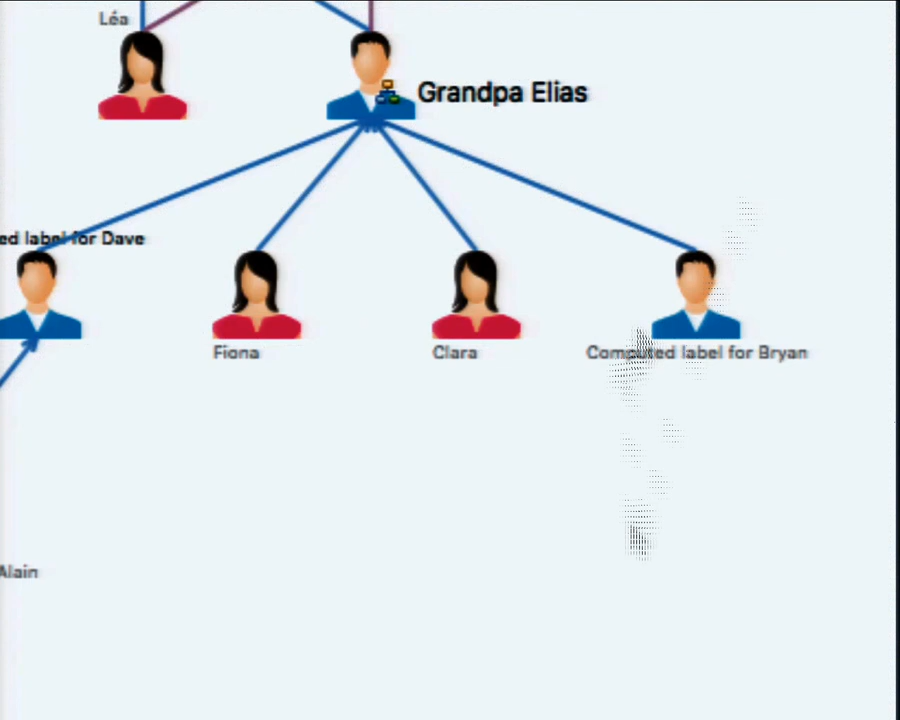 Léa
Grandpa Elias
ed label for Dave
Fiona
Clara
Computed label for Bryan
Alain